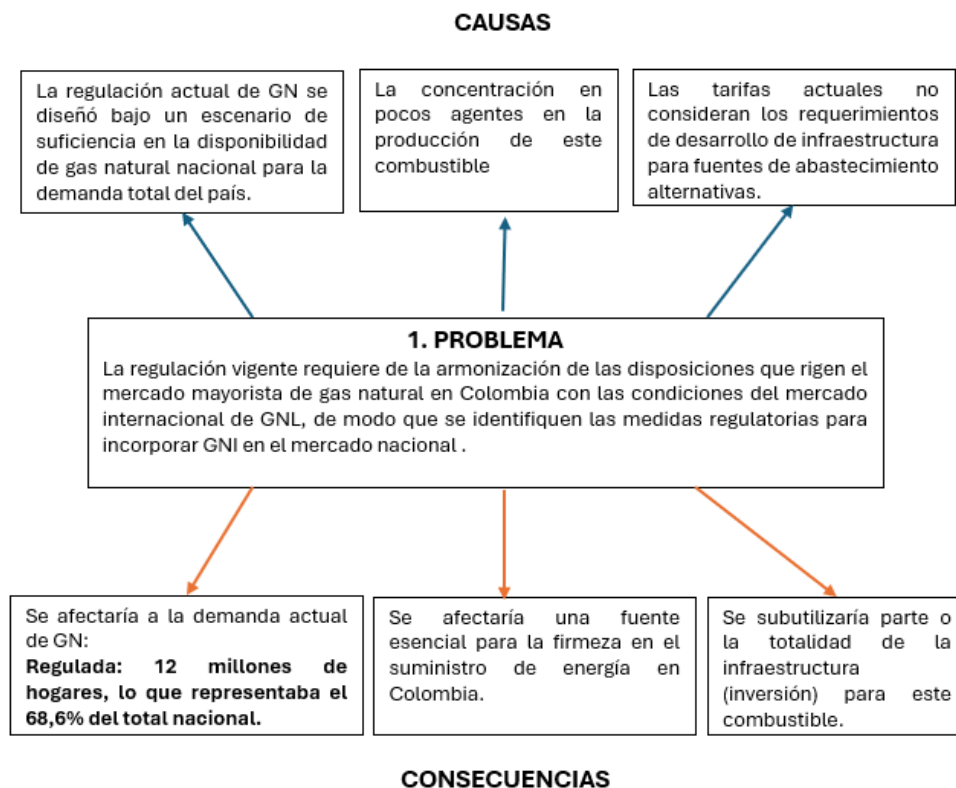 CAUSAS
La regulación actual de GN se
diseñó bajo un escenario de
suficiencia en la disponibilidad
de gas natural nacional para la
demanda total del país.
La concentración en
pocos agentes en la
producción de este
combustible
Las tarifas actuales no
consideran los requerimientos
de desarrollo de infraestructura
para fuentes de abastecimiento
alternativas.
1. PROBLEMA
La regulación vigente requiere de la armonización de las disposiciones que rigen el
mercado mayorista de gas natural en Colombia con las condiciones del mercado
internacional de GNL, de modo que se identifiquen las medidas regulatorias para
incorporar GNI en el mercado nacional .
Se afectaría a la demanda actual
de GN:
Regulada: 12 millones de
hogares, lo que representaba el
68,6% del total nacional.
Se afectaría una fuente
esencial para la firmeza en el
suministro de energía en
Colombia.
Se subutilizaría parte o
la totalidad de la
infraestructura
(inversión) para este
combustible.
CONSECUENCIAS